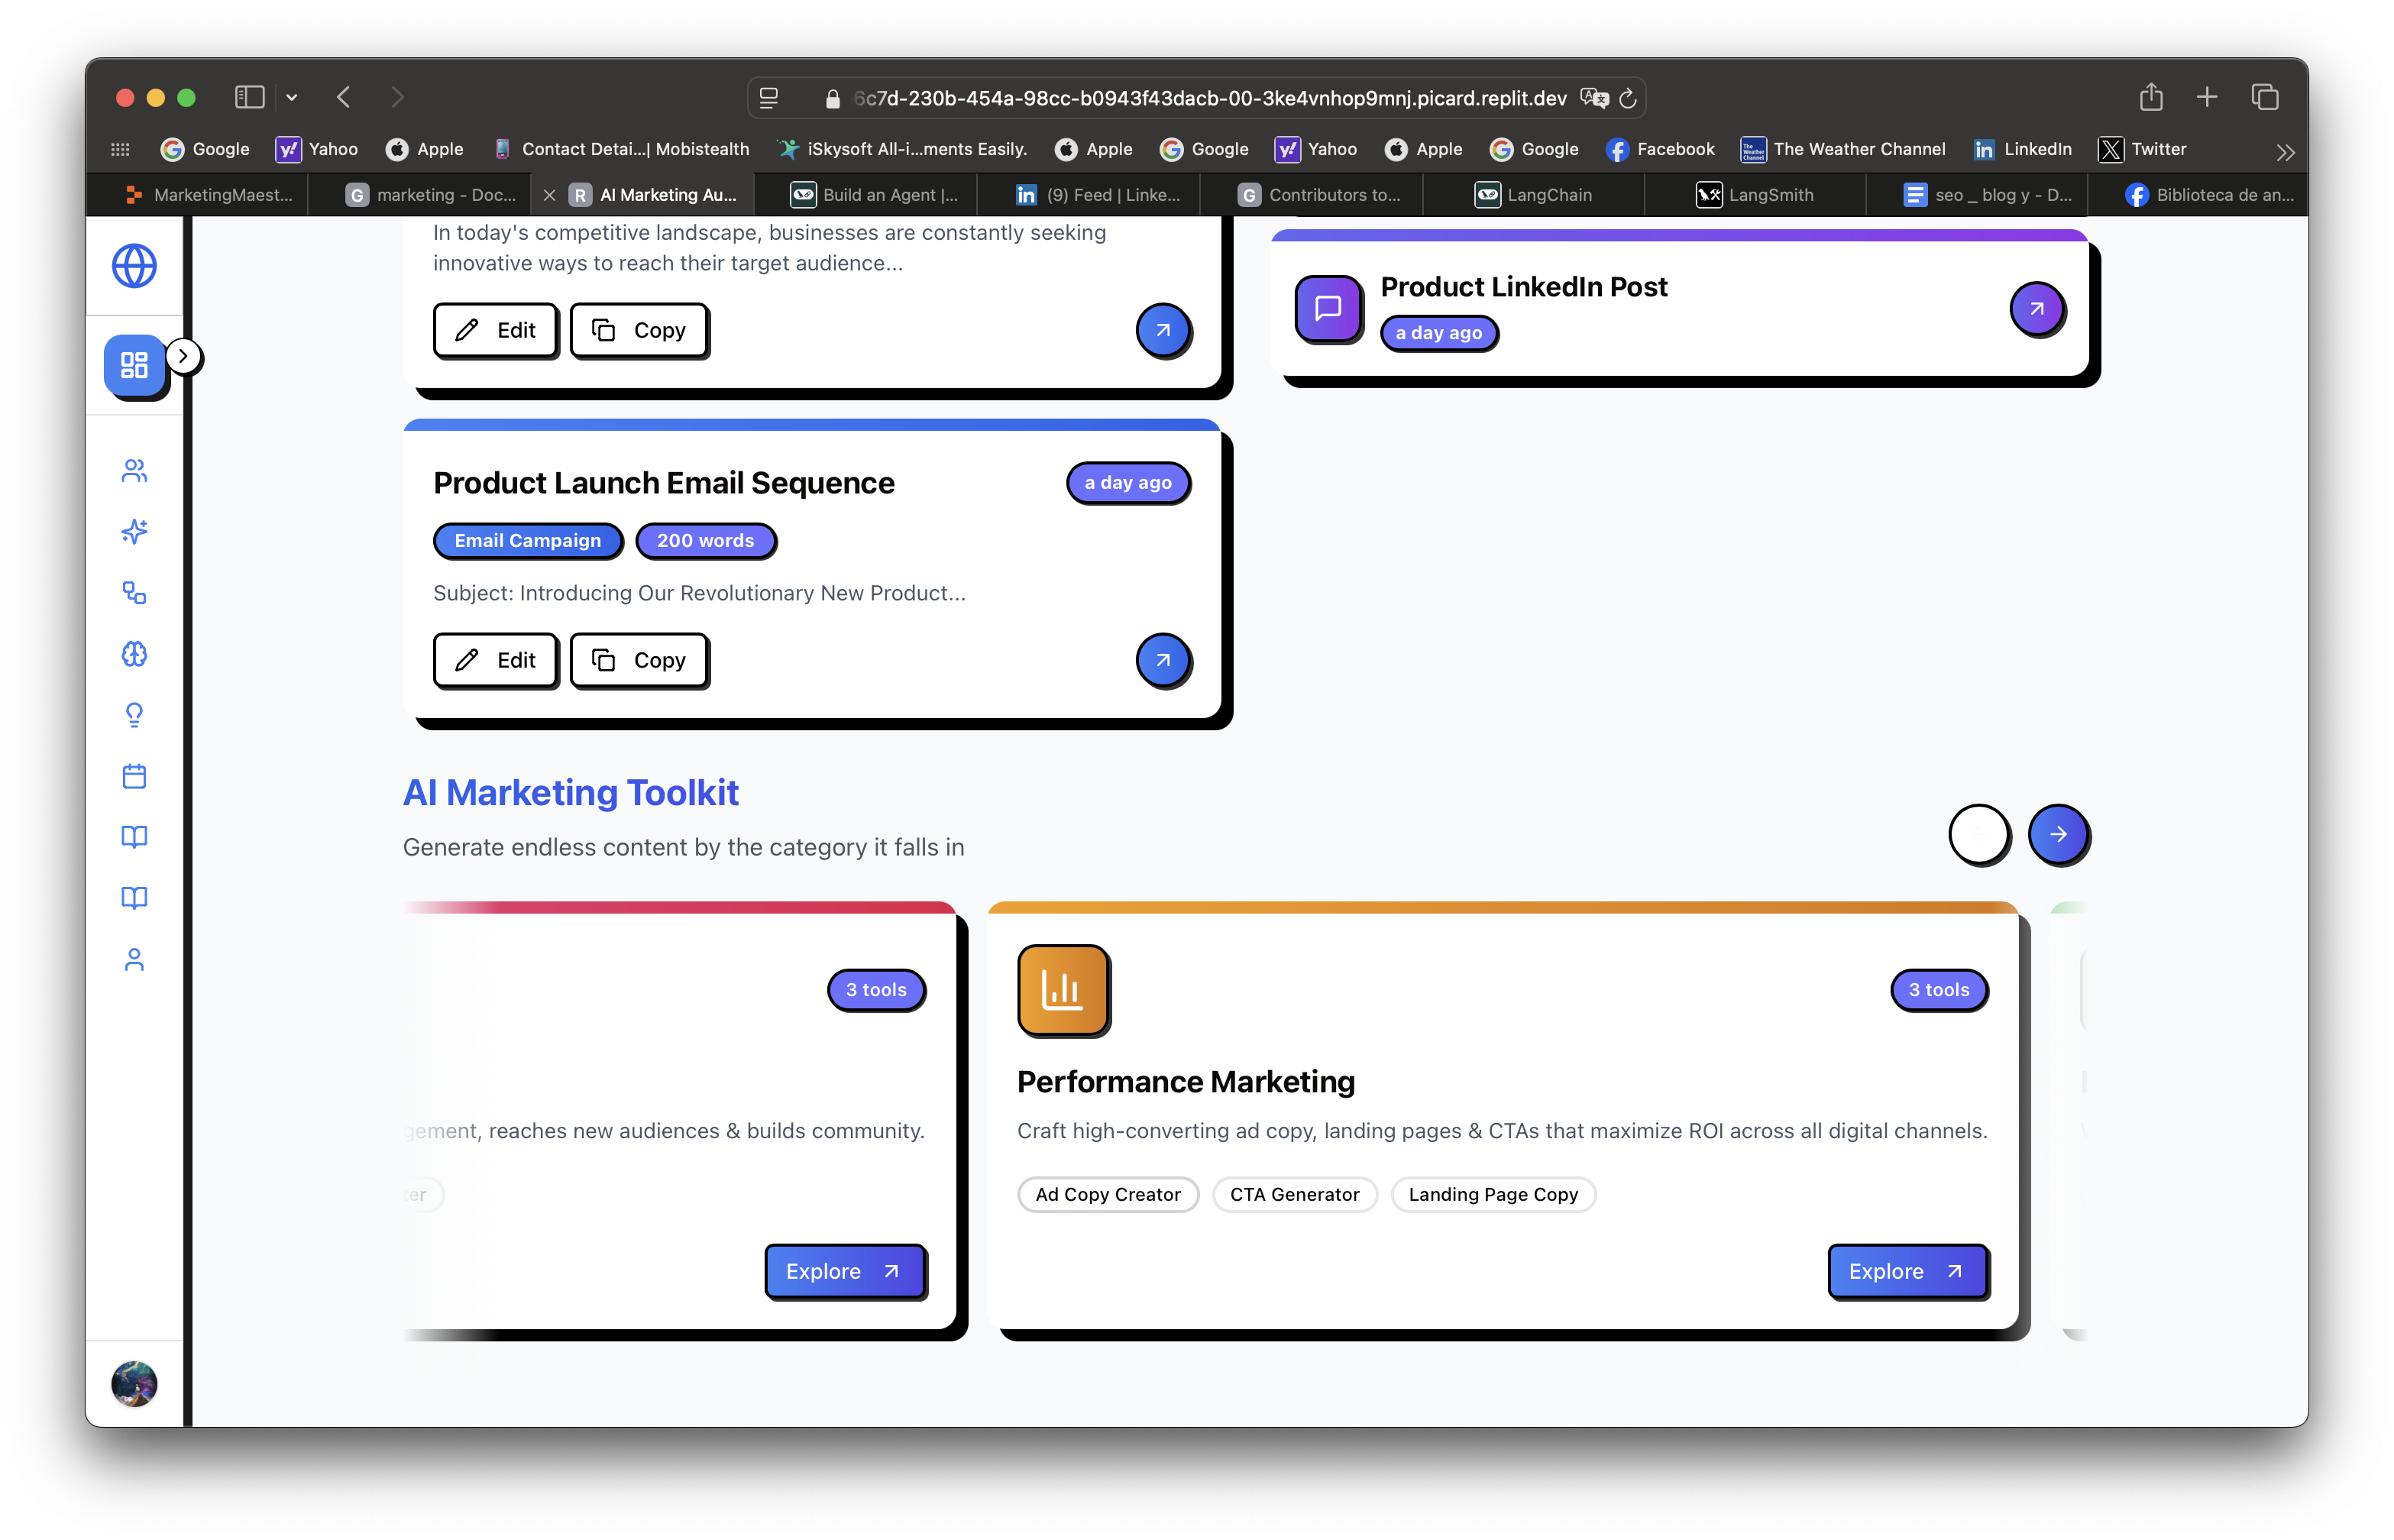 6c7d-230b-454a-98cc-b0943f43dacb-00-3ke4vnhop9mnj.picard.replit.dev
Google
Yahoo
Apple
Contact Detai...| Mobistealth
iSkysoft All-i...ments Easily.
Apple
Google
Yahoo
Apple
Google
Facebook
The Weather Channel
LinkedIn
Twitter
MarketingMaest...
G marketing - Doc...
R AI Marketing Au...
Build an Agent |...
(9) Feed | Linke...
G Contributors to...
LangChain
LangSmith
seo _ blog y - D...
Biblioteca de an...
In today's competitive landscape, businesses are constantly seeking
innovative ways to reach their target audience...
Edit
Copy
Product LinkedIn Post
a day ago
Product Launch Email Sequence
a day ago
Email Campaign
200 words
Subject: Introducing Our Revolutionary New Product...
Edit
Copy
AI Marketing Toolkit
Generate endless content by the category it falls in
3 tools
gement, reaches new audiences & builds community.
ter
Explore
3 tools
Performance Marketing
Craft high-converting ad copy, landing pages & CTAs that maximize ROI across all digital channels.
Ad Copy Creator
CTA Generator
Landing Page Copy
Explore